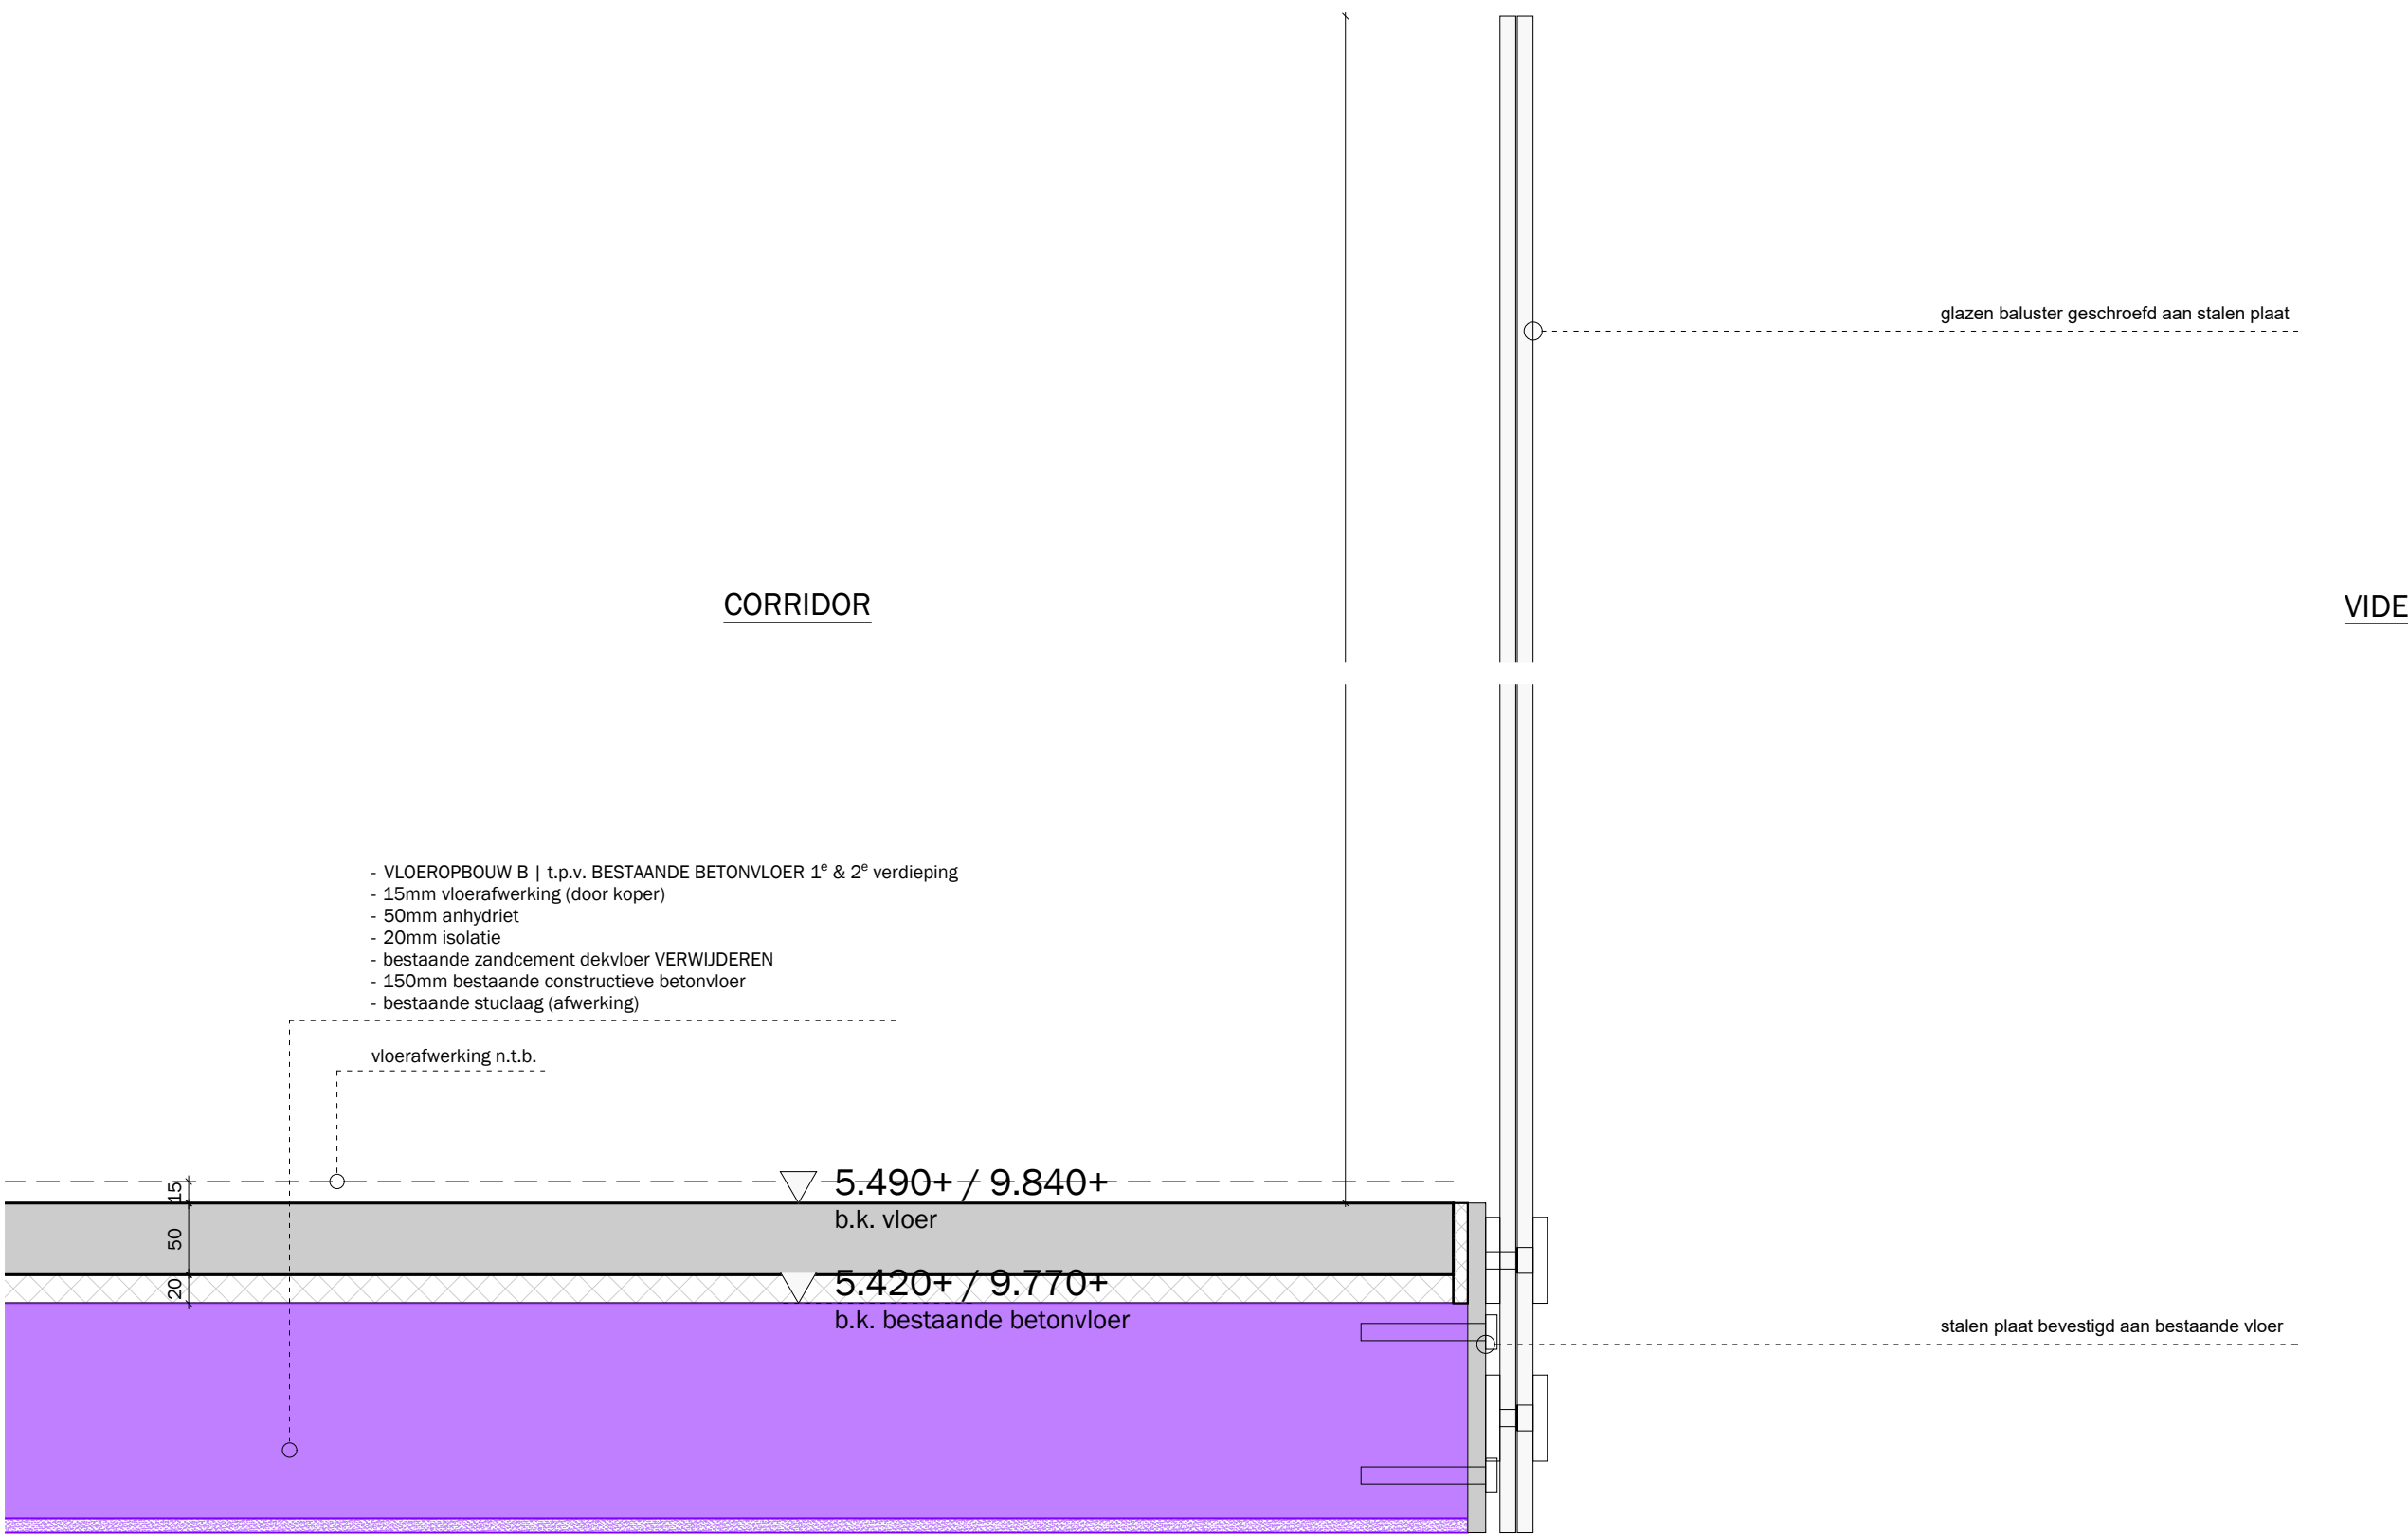 glazen baluster geschroefd aan stalen plaat
CORRIDOR
VIDE
- VLOEROPBOUW B | t.p.v. BESTAANDE BETONVLOER 1e & 2e verdieping
- 15mm vloerafwerking (door koper)
- 50mm anhydriet
- 20mm isolatie
- bestaande zandcement dekvloer VERWIJDEREN
- 150mm bestaande constructieve betonvloer
- bestaande stuclaag (afwerking)
vloerafwerking n.t.b.
15
5.490+ / 9.840+
b.k. vloer
50
20
5.420+ / 9.770+
b.k. bestaande betonvloer
stalen plaat bevestigd aan bestaande vloer